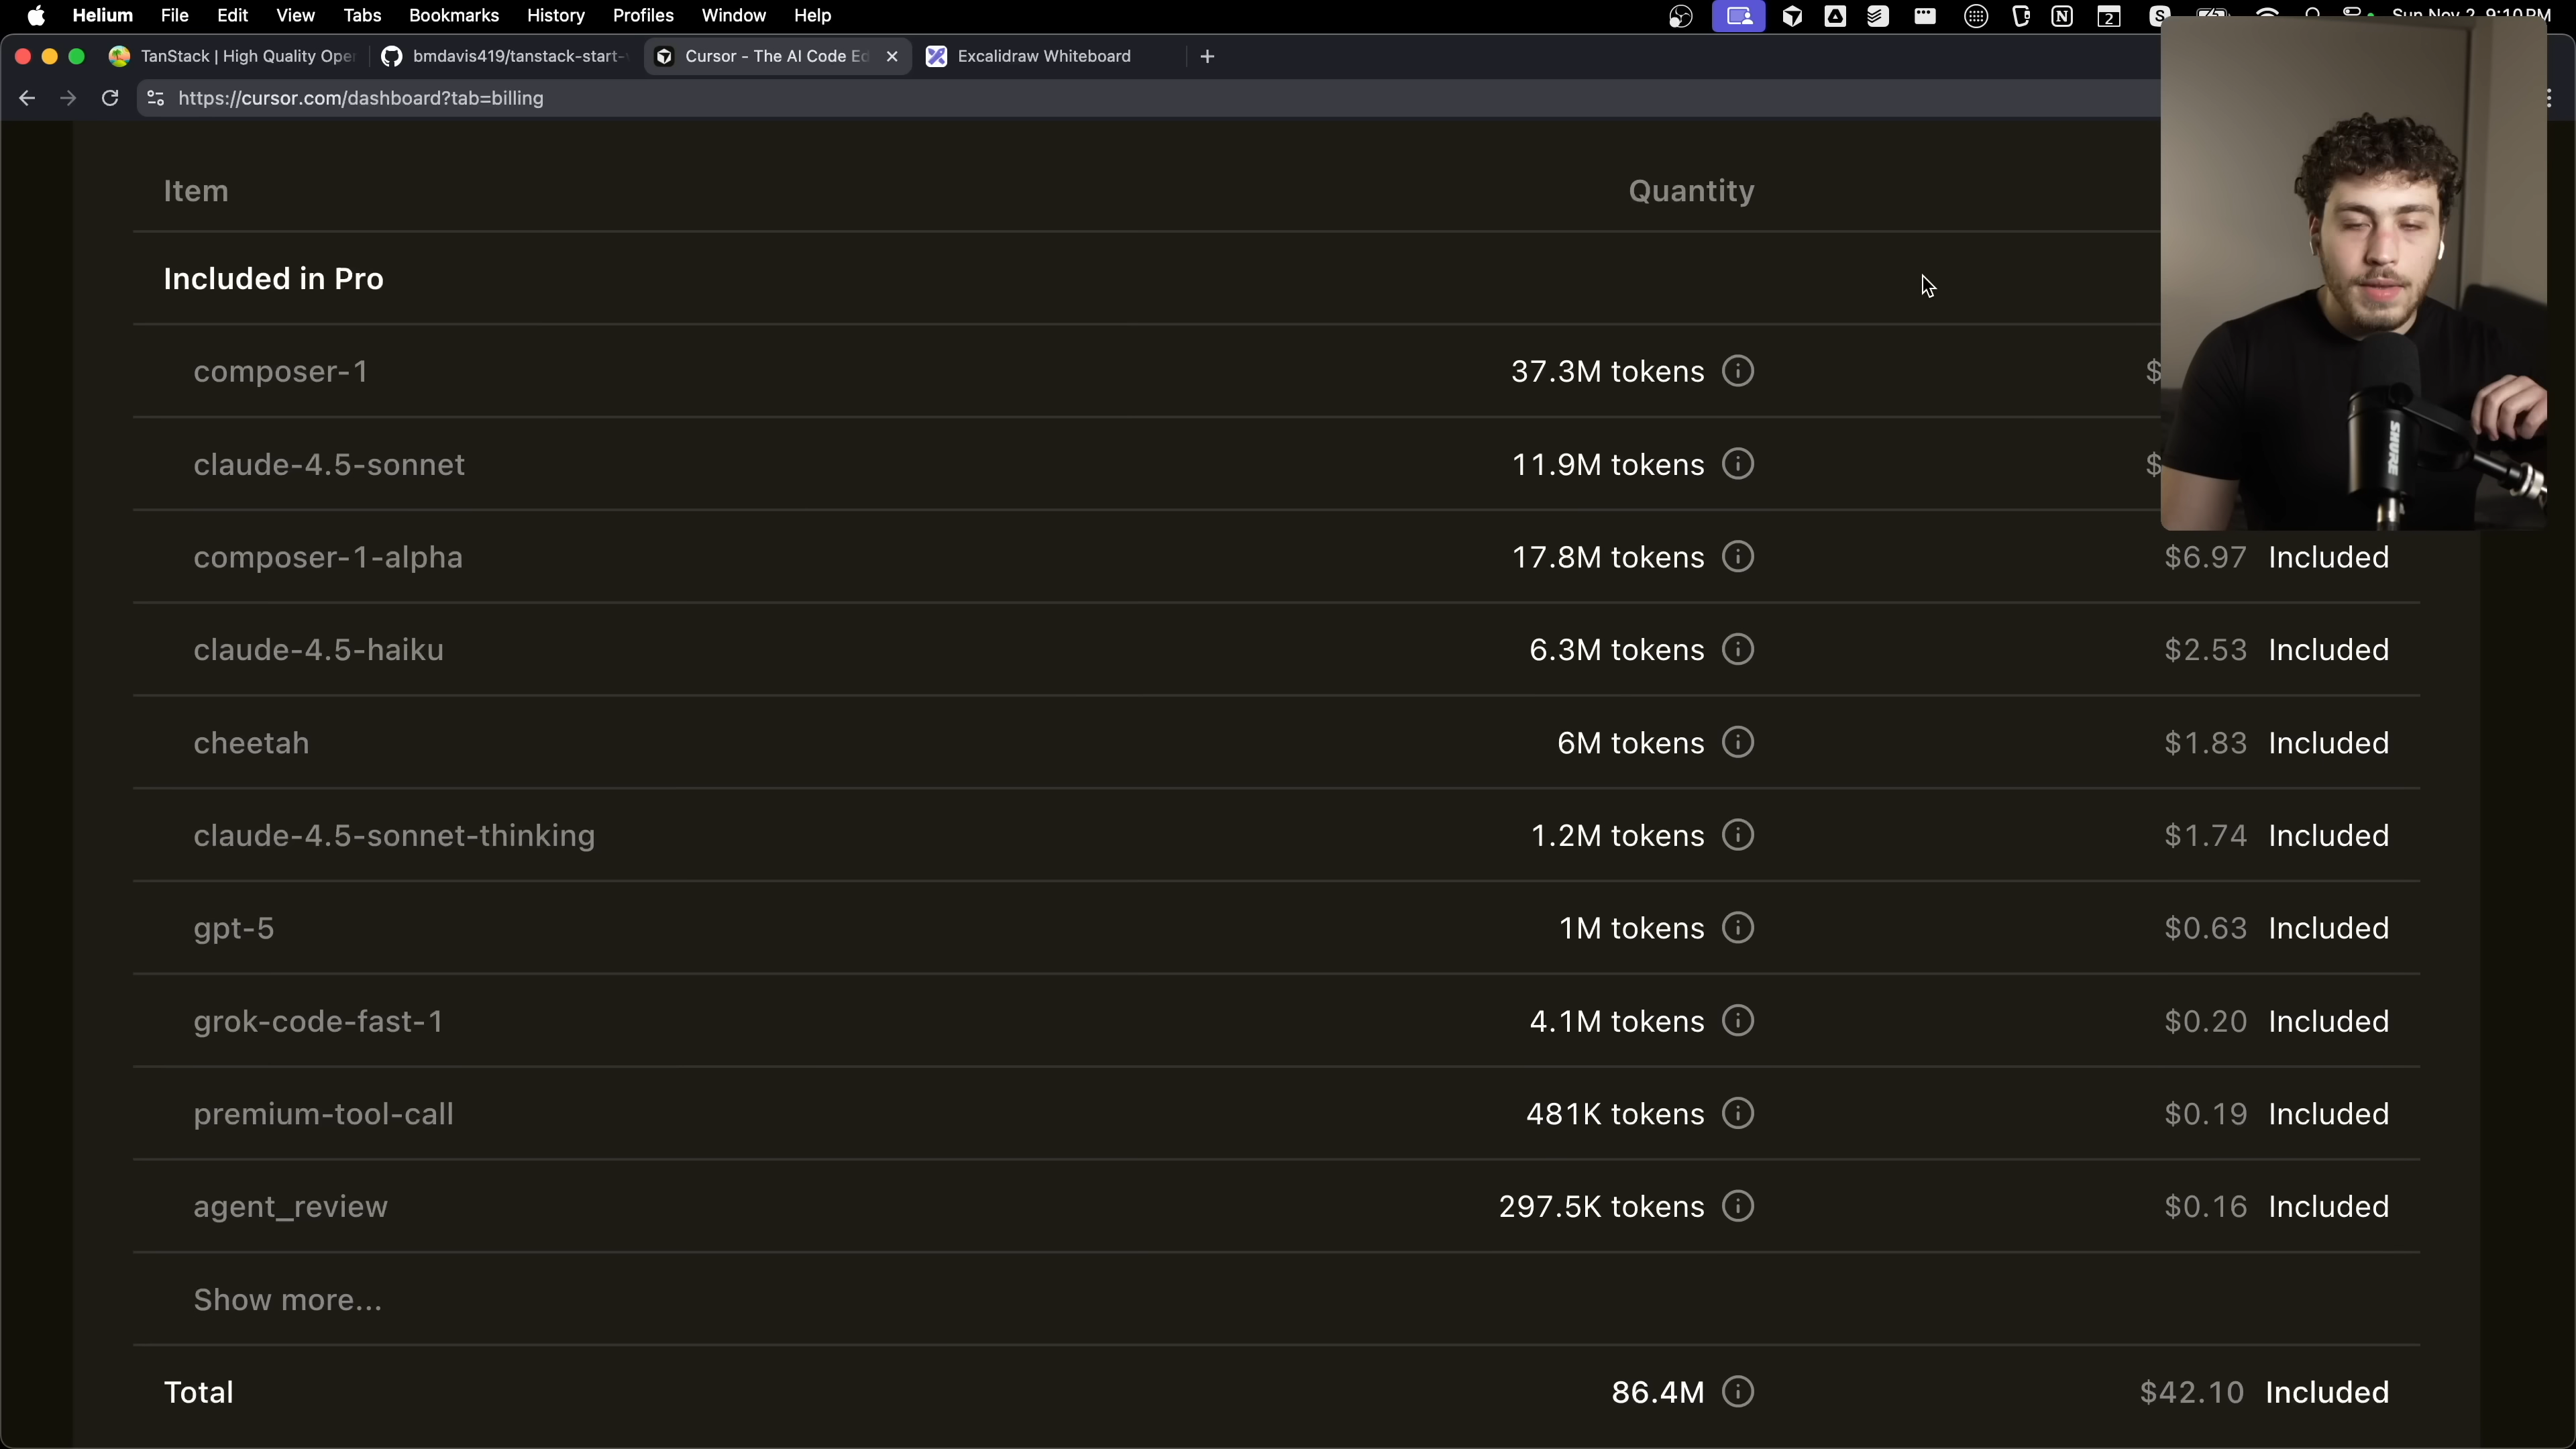 Helium File Edit View Tabs Bookmarks History Profiles Window Help
TanStack | High Quality Oper bmdavis419/tanstack-start- Cursor - The AI Code Ed Excalidraw Whiteboard
https://cursor.com/dashboard?tab=billing
Item Quantity
Included in Pro
composer-1 37.3M tokens $
claude-4.5-sonnet 11.9M tokens $
composer-1-alpha 17.8M tokens $6.97 Included
claude-4.5-haiku 6.3M tokens $2.53 Included
cheetah 6M tokens $1.83 Included
claude-4.5-sonnet-thinking 1.2M tokens $1.74 Included
gpt-5 1M tokens $0.63 Included
grok-code-fast-1 4.1M tokens $0.20 Included
premium-tool-call 481K tokens $0.19 Included
agent_review 297.5K tokens $0.16 Included
Show more...
Total 86.4M $42.10 Included
SHURE